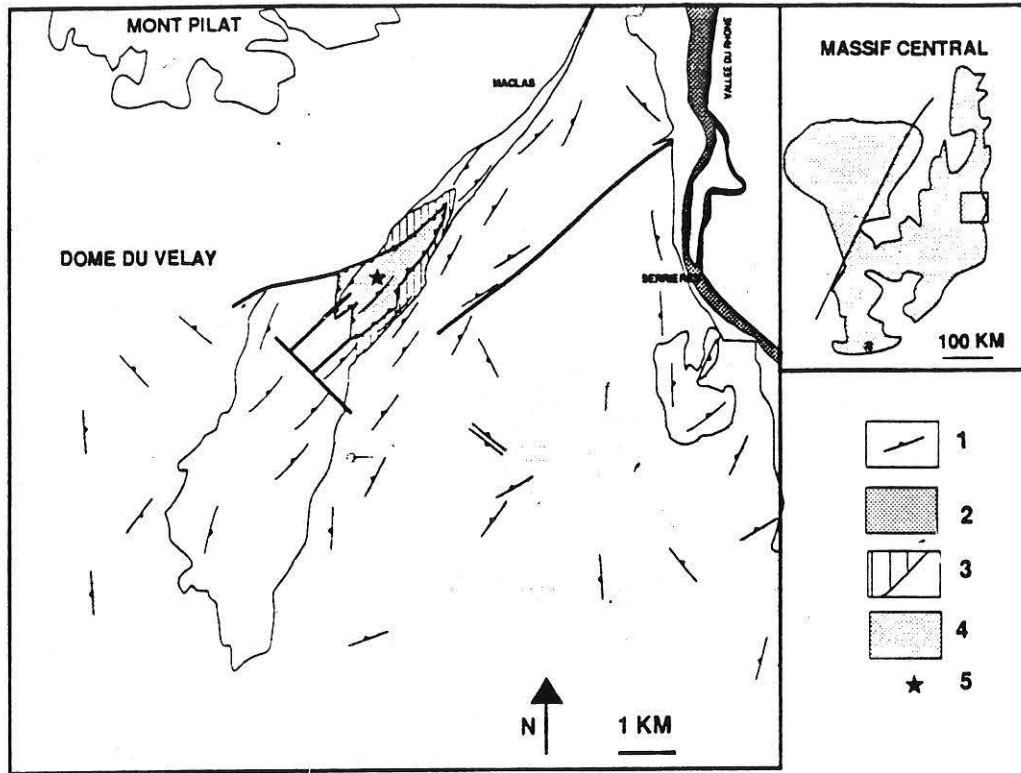 MONT PILAT
MACLAS
VALLEE DU RHONE
DOME DU VELAY
N
1 KM
MASSIF CENTRAL
100 KM
1
2
3
4
5